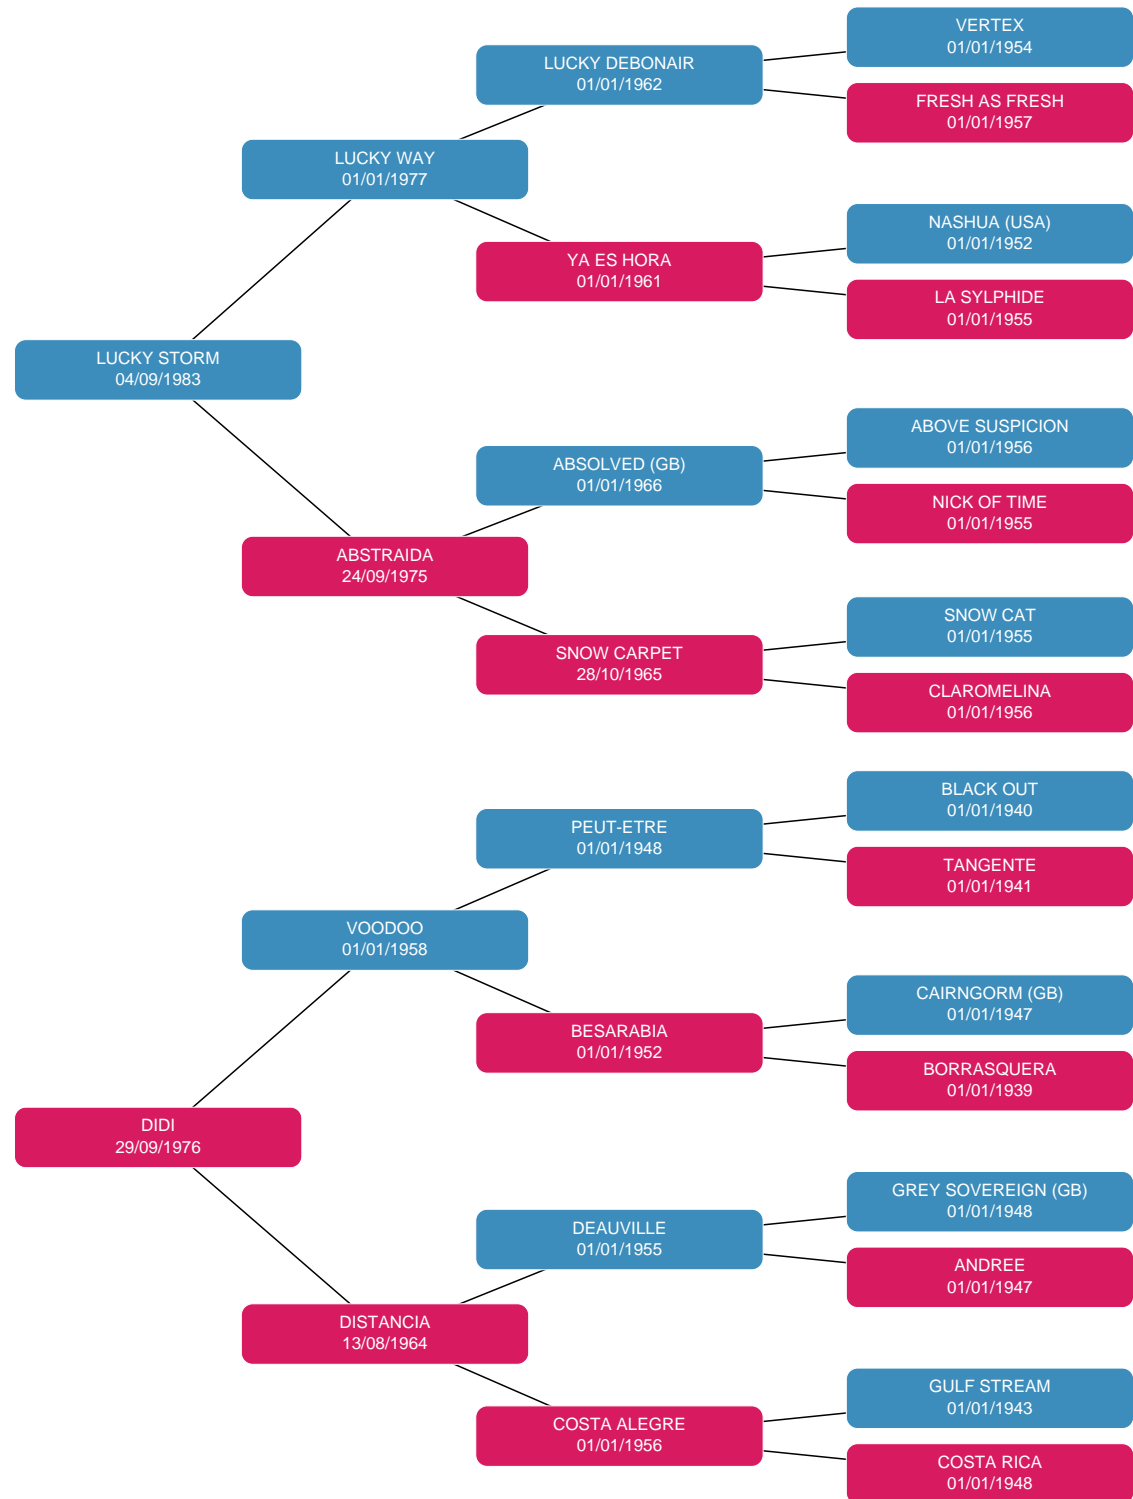 VERTEX
01/01/1954
LUCKY DEBONAIR
01/01/1962
FRESH AS FRESH
01/01/1957
LUCKY WAY
01/01/1977
NASHUA (USA)
01/01/1952
YA ES HORA
01/01/1961
LA SYLPHIDE
01/01/1955
LUCKY STORM
04/09/1983
ABOVE SUSPICION
01/01/1956
ABSOLVED (GB)
01/01/1966
NICK OF TIME
01/01/1955
ABSTRAIDA
24/09/1975
SNOW CAT
01/01/1955
SNOW CARPET
28/10/1965
CLAROMELINA
01/01/1956
BLACK OUT
01/01/1940
PEUT-ETRE
01/01/1948
TANGENTE
01/01/1941
VOODOO
01/01/1958
CAIRNGORM (GB)
01/01/1947
BESARABIA
01/01/1952
BORRASQUERA
01/01/1939
DIDI
29/09/1976
GREY SOVEREIGN (GB)
01/01/1948
DEAUVILLE
01/01/1955
ANDREE
01/01/1947
DISTANCIA
13/08/1964
GULF STREAM
01/01/1943
COSTA ALEGRE
01/01/1956
COSTA RICA
01/01/1948